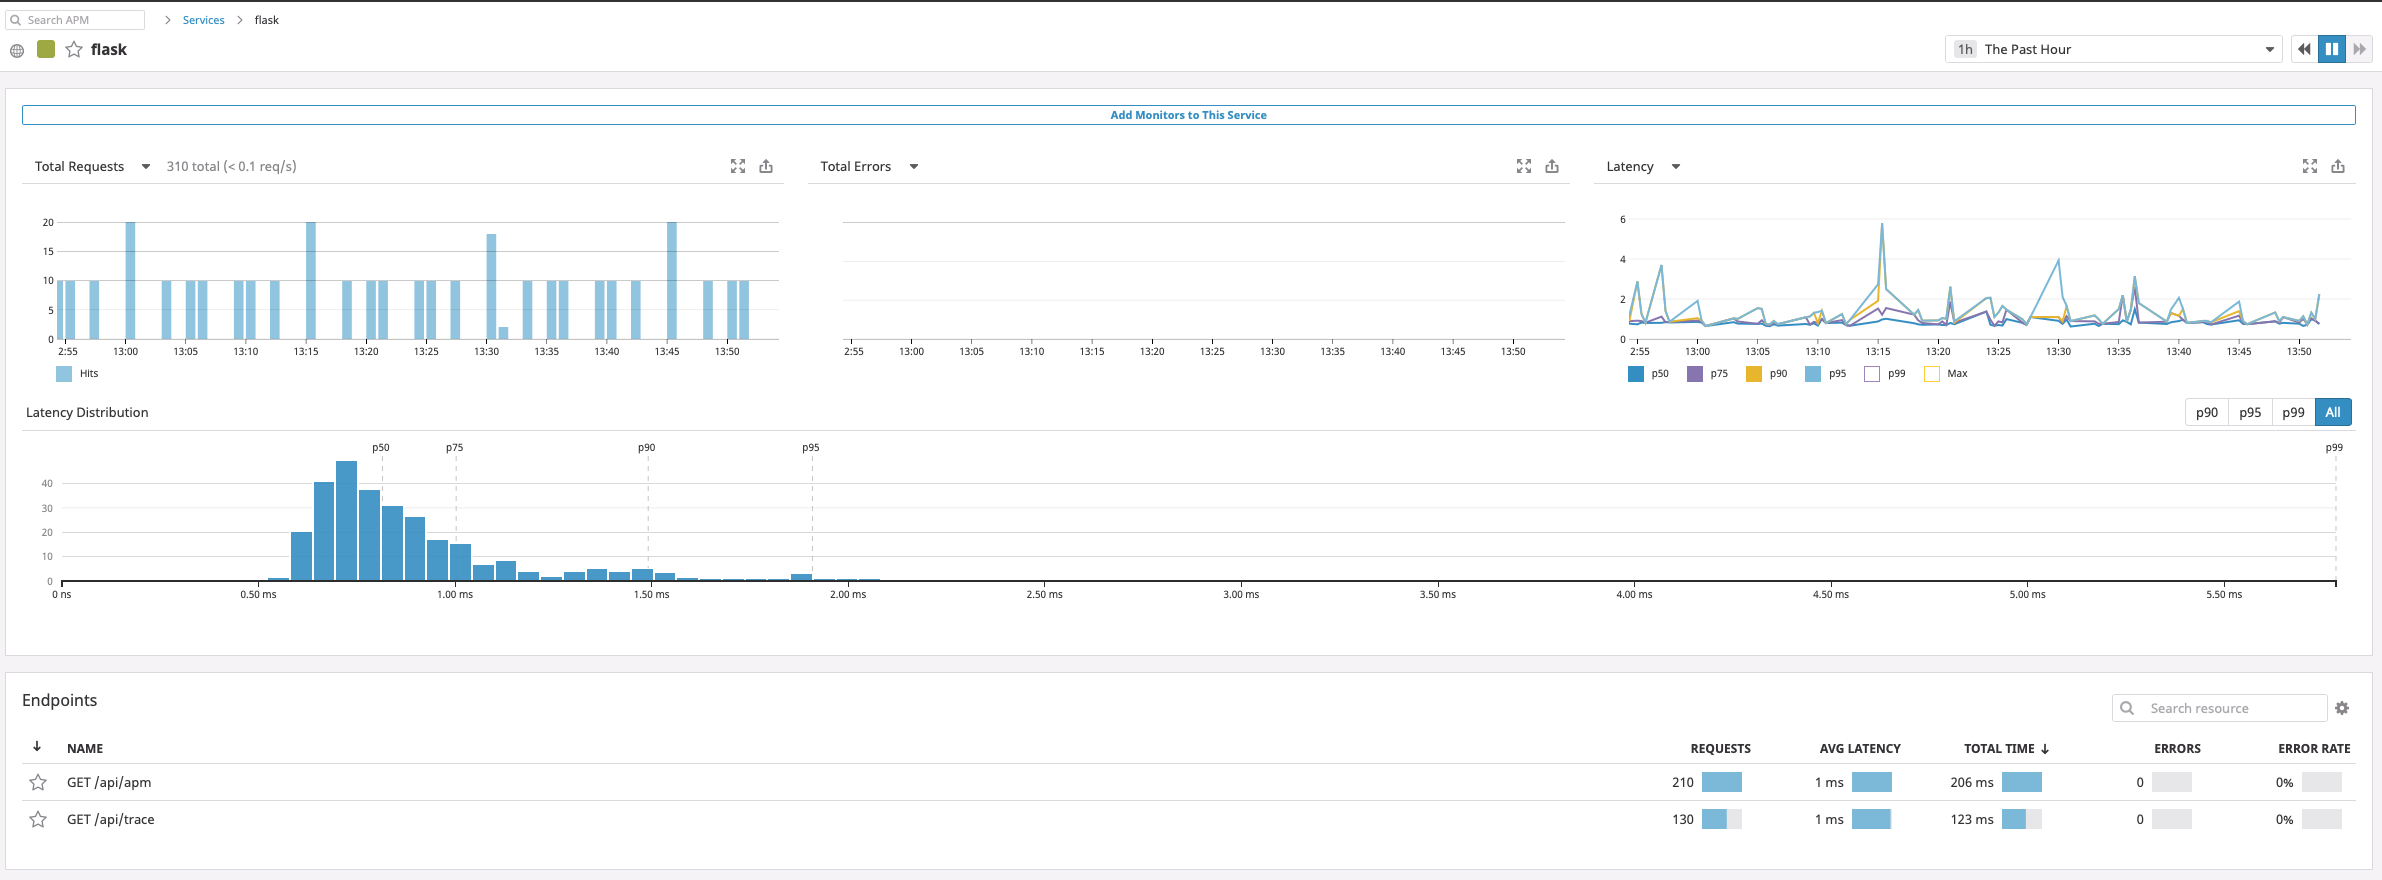 Search APM > Services > flask
flask
1h The Past Hour
Add Monitors to This Service
Total Requests 310 total (< 0.1 req/s)
20
15
10
5
0
2:55 13:00 13:05 13:10 13:15 13:20 13:25 13:30 13:35 13:40 13:45 13:50
Hits
Total Errors
2:55 13:00 13:05 13:10 13:15 13:20 13:25 13:30 13:35 13:40 13:45 13:50
Latency
6
4
2
0
2:55 13:00 13:05 13:10 13:15 13:20 13:25 13:30 13:35 13:40 13:45 13:50
p50 p75 p90 p95 p99 Max
Latency Distribution
p90 p95 p99 All
p50 p75 p90 p95 p99
40
30
20
10
0
0 ns 0.50 ms 1.00 ms 1.50 ms 2.00 ms 2.50 ms 3.00 ms 3.50 ms 4.00 ms 4.50 ms 5.00 ms 5.50 ms
Endpoints
Search resource
NAME REQUESTS AVG LATENCY TOTAL TIME ERRORS ERROR RATE
GET /api/apm 210 1 ms 206 ms 0 0%
GET /api/trace 130 1 ms 123 ms 0 0%